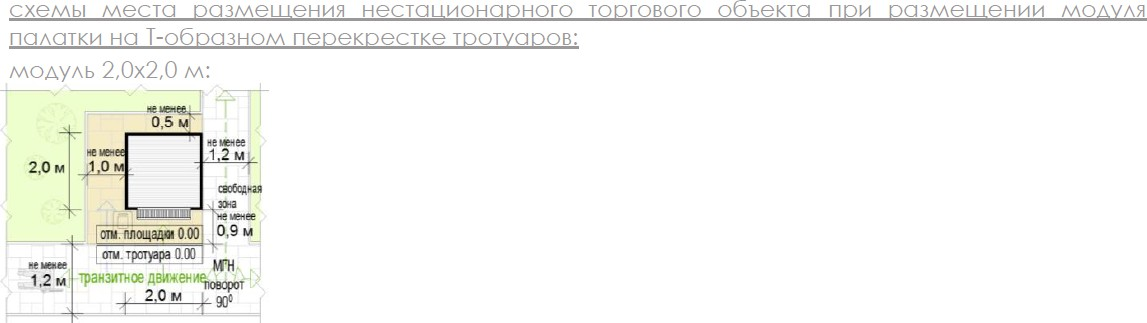 схемы места размещения нестационарного торгового объекта при размещении модуля
палатки на Т-образном перекрестке тротуаров:
модуль 2,0х2,0 м:
не менее
0,5 м
не менее
1,2 м
не менее
1,0 м
2,0 м
свободная
зона
не менее
0,9 м
отм. площадки 0.00
отм. тротуара 0.00
не менее
1,2 м
транзитное движение
МГН
поворот
90⁰
2,0 м